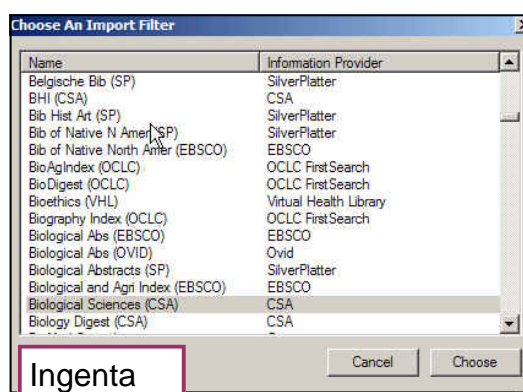 Choose An Import Filter
Name Information Provider
Belgische Bib (SP) SilverPlatter
BHI (CSA) CSA
Bib Hist Art (SP) SilverPlatter
Bib of Native N Amer (SP) SilverPlatter
Bib of Native North Amer (EBSCO) EBSCO
BioAgIndex (OCLC) OCLC FirstSearch
BioDigest (OCLC) OCLC FirstSearch
Bioethics (VHL) Virtual Health Library
Biography Index (OCLC) OCLC FirstSearch
Biological Abs (EBSCO) EBSCO
Biological Abs (OVID) Ovid
Biological Abstracts (SP) SilverPlatter
Biological and Agri Index (EBSCO) EBSCO
Biological Sciences (CSA) CSA
Biology Digest (CSA) CSA
Ingenta
Cancel Choose